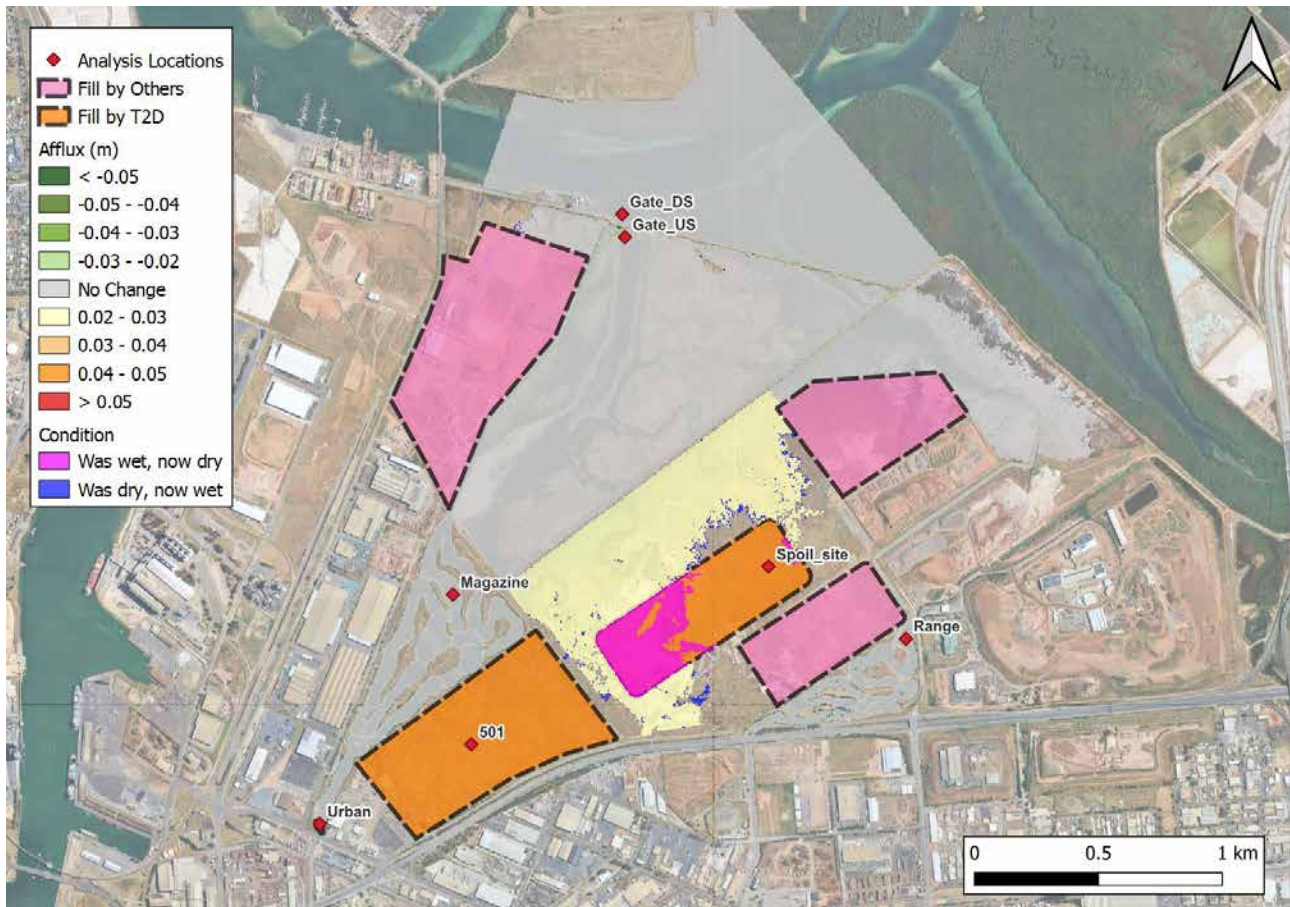 Analysis Locations
Fill by Others
Fill by T2D
Afflux (m)
< -0.05
-0.05 - -0.04
-0.04 - -0.03
-0.03 - -0.02
No Change
0.02 - 0.03
0.03 - 0.04
0.04 - 0.05
> 0.05
Condition
Was wet, now dry
Was dry, now wet
Gate_DS
Gate_US
Spoil_site
Magazine
Range
501
Urban
0 0.5 1 km